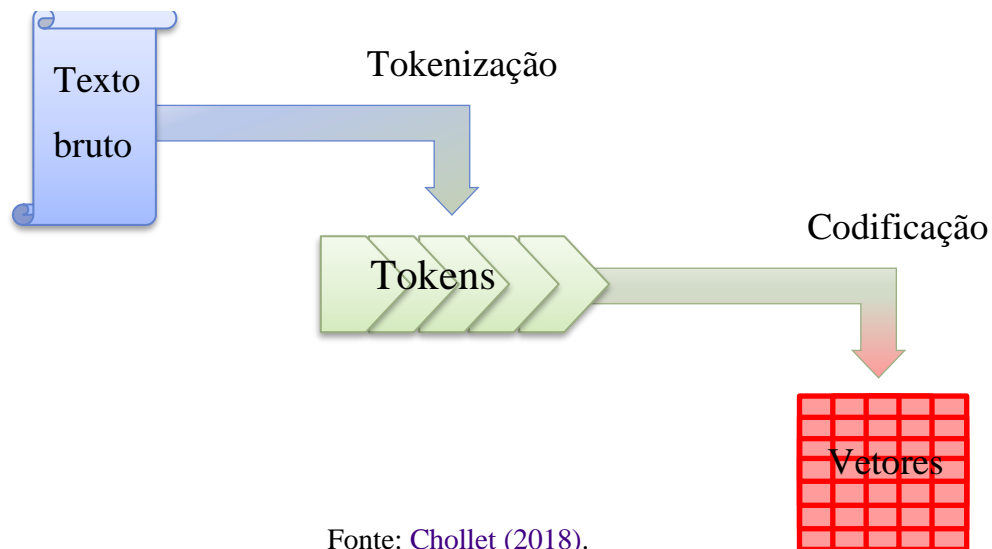 Texto
bruto
Tokenização
Tokens
Codificação
Vetores
Fonte: Chollet (2018).